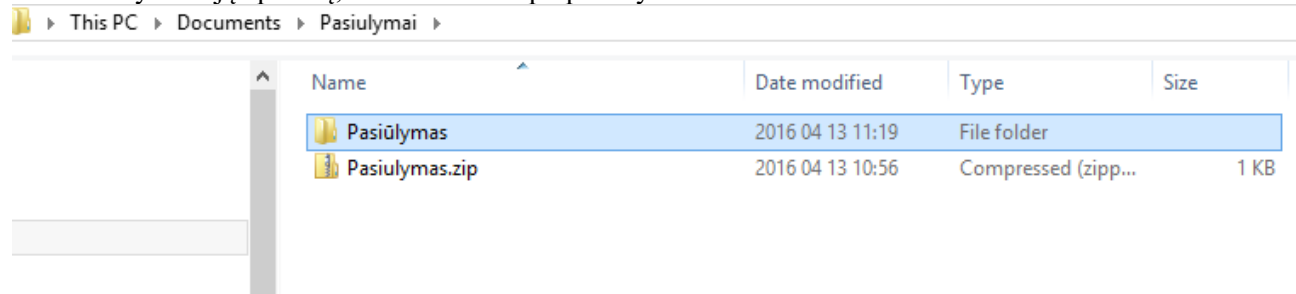 This PC Documents Pasiulymai
Name Date modified Type Size
Pasiūlymas 2016 04 13 11:19 File folder
Pasiulymas.zip 2016 04 13 10:56 Compressed (zipp... 1 KB